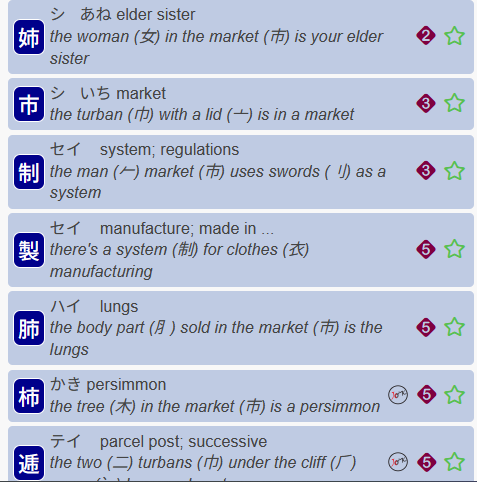 姉
シ　あね elder sister
the woman (女) in the market (市) is your elder
sister
2
市
シ　いち market
the turban (巾) with a lid (亠) is in a market
3
制
セイ　system; regulations
the man (𠂉) market (市) uses swords (刂) as a
system
3
製
セイ　manufacture; made in ...
there's a system (制) for clothes (衣)
manufacturing
5
肺
ハイ　lungs
the body part (月) sold in the market (市) is the
lungs
5
柿
かき persimmon
the tree (木) in the market (市) is a persimmon
5
逓
テイ　parcel post; successive
the two (二) turbans (巾) under the cliff (厂)
5